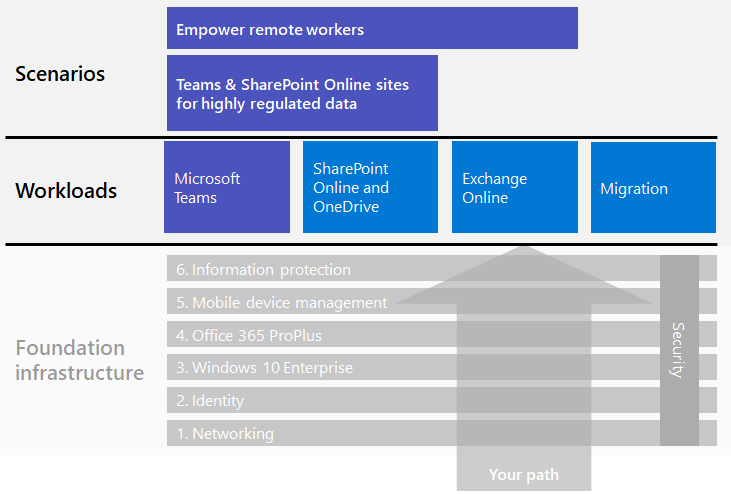 Scenarios
Empower remote workers
Teams & SharePoint Online sites
for highly regulated data
Workloads
Microsoft
Teams
SharePoint
Online and
OneDrive
Exchange
Online
Migration
Foundation
infrastructure
6. Information protection
5. Mobile device management
4. Office 365 ProPlus
3. Windows 10 Enterprise
2. Identity
1. Networking
Security
Your path